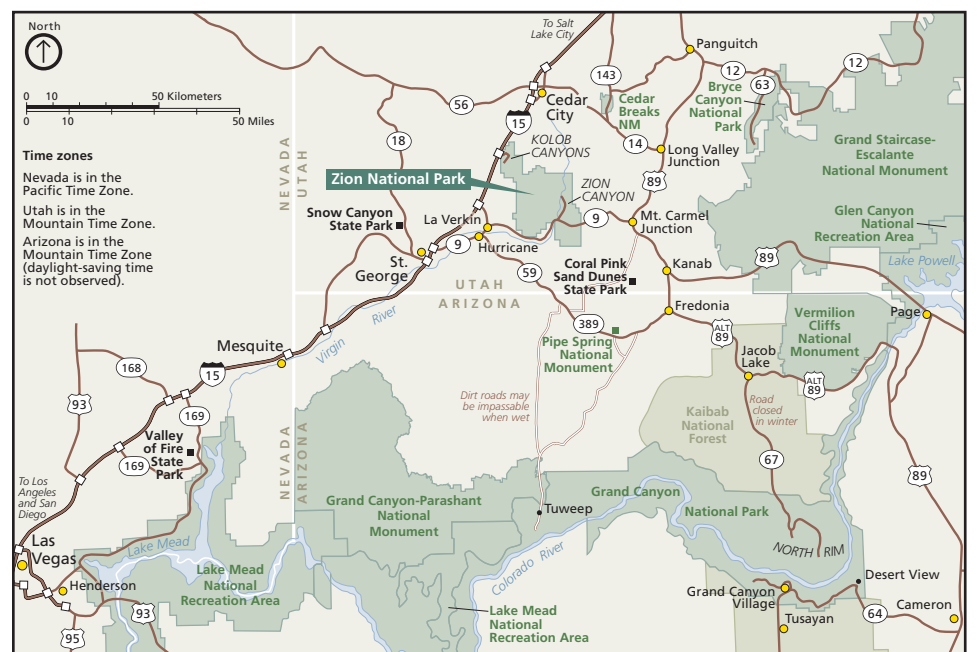 North
0 10 50 Kilometers
0 10 50 Miles
Time zones
Nevada is in the
Pacific Time Zone.
Utah is in the
Mountain Time Zone.
Arizona is in the
Mountain Time Zone
(daylight-saving time
is not observed).
To Salt
Lake City
Panguitch
143
12
12
63
56
Cedar
City
15
Cedar
Breaks
NM
Bryce
Canyon
National
Park
18
KOLOB
CANYONS
14
Long Valley
Junction
Grand Staircase-
Escalante
National Monument
NEVADA
UTAH
Zion National Park
ZION
CANYON
89
Snow Canyon
State Park
La Verkin
9
Mt. Carmel
Junction
Glen Canyon
National
Recreation Area
9
Hurricane
St.
George
59
Coral Pink
Sand Dunes
State Park
Kanab
89
Lake Powell
UTAH
ARIZONA
River
Virgin
Fredonia
389
Pipe Spring
National
Monument
ALT
89
Vermilion
Cliffs
National
Monument
Page
Mesquite
Jacob
Lake
ALT
89
168
15
93
169
Dirt roads may
be impassable
when wet
Kaibab
National
Forest
Road
closed
in winter
Valley
of Fire
State
Park
169
NEVADA
ARIZONA
67
89
To Los
Angeles
and San
Diego
Grand Canyon-Parashant
National
Monument
Grand Canyon
National Park
Tuweep
Las
Vegas
Lake Mead
NORTH RIM
Colorado River
Lake Mead
National
Recreation Area
Henderson
93
95
Lake Mead
National
Recreation Area
Desert View
Grand Canyon
Village
Tusayan
64
Cameron